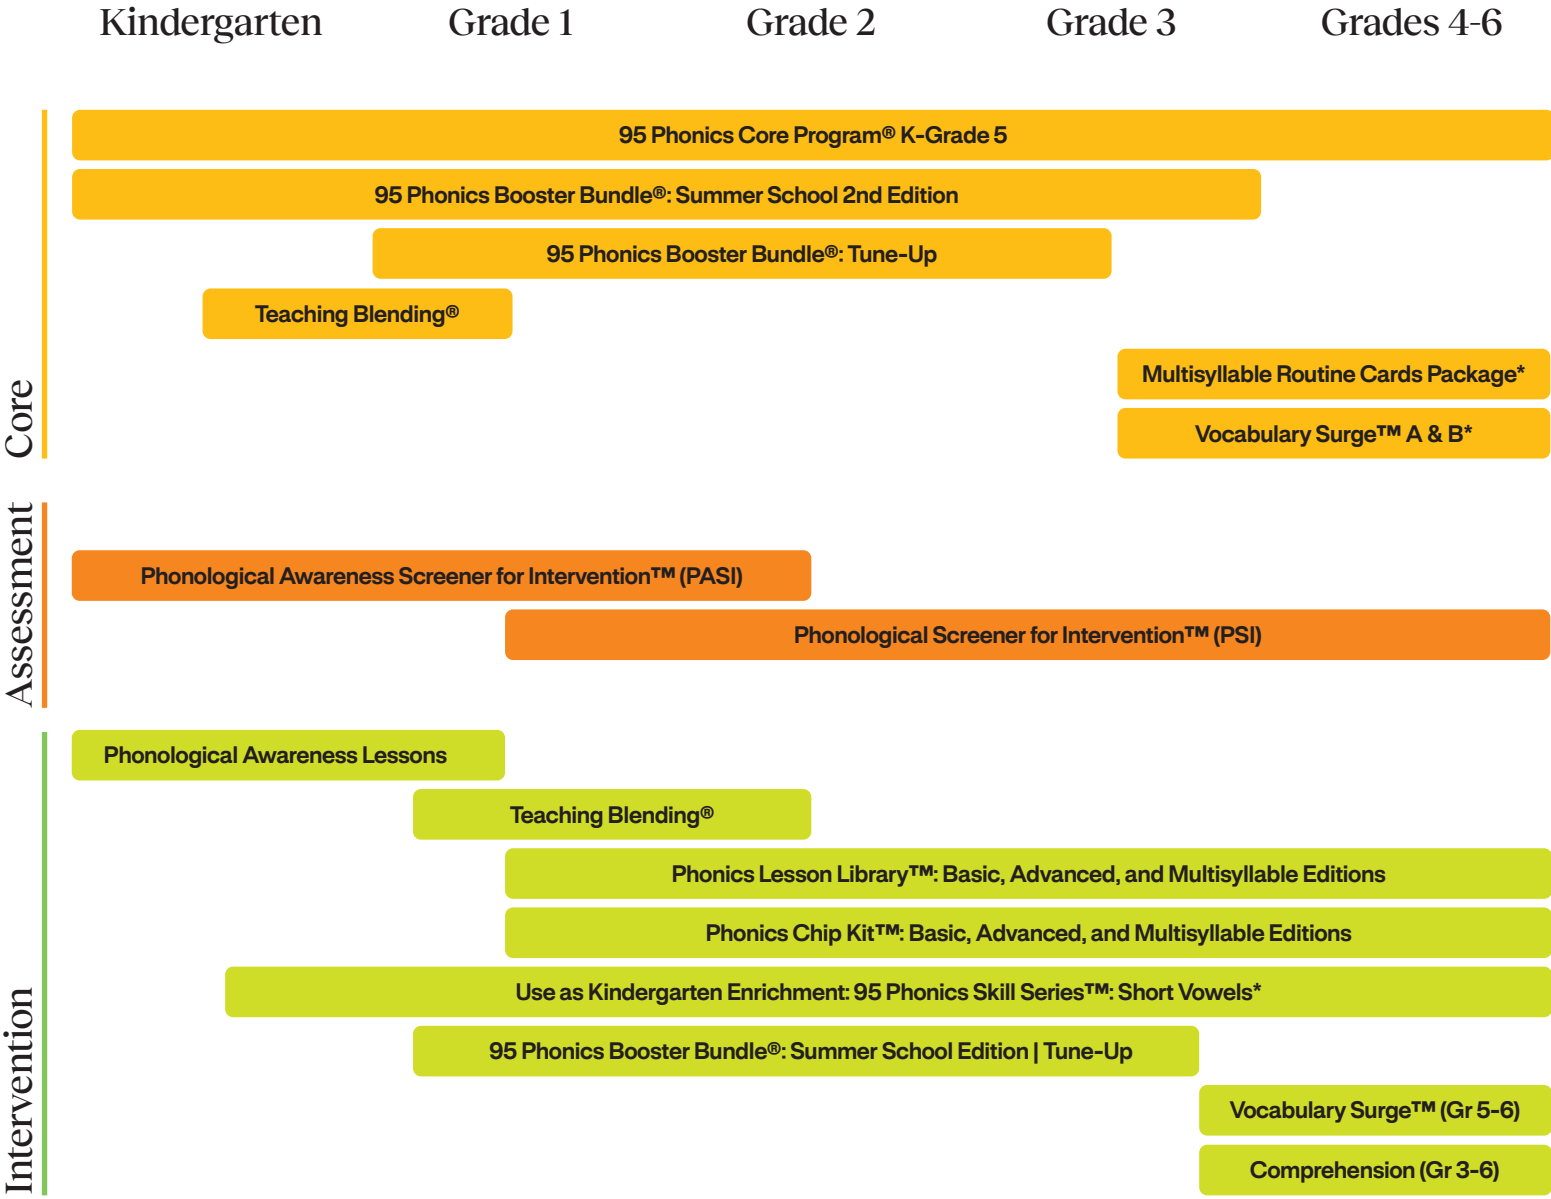 Kindergarten Grade 1 Grade 2 Grade 3 Grades 4-6
Core
95 Phonics Core Program® K-Grade 5
95 Phonics Booster Bundle®: Summer School 2nd Edition
95 Phonics Booster Bundle®: Tune-Up
Teaching Blending®
Multisyllable Routine Cards Package*
Vocabulary Surge™ A & B*
Assessment
Phonological Awareness Screener for Intervention™ (PASI)
Phonological Screener for Intervention™ (PSI)
Intervention
Phonological Awareness Lessons
Teaching Blending®
Phonics Lesson Library™: Basic, Advanced, and Multisyllable Editions
Phonics Chip Kit™: Basic, Advanced, and Multisyllable Editions
Use as Kindergarten Enrichment: 95 Phonics Skill Series™: Short Vowels*
95 Phonics Booster Bundle®: Summer School Edition | Tune-Up
Vocabulary Surge™ (Gr 5-6)
Comprehension (Gr 3-6)